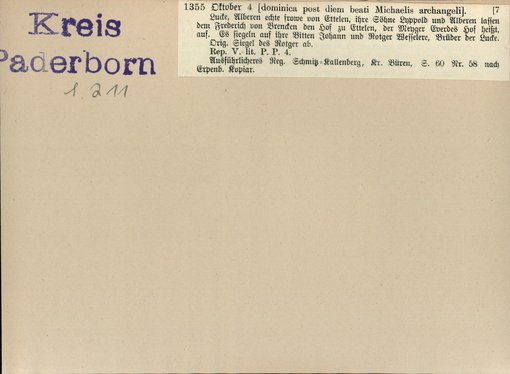 Kreis
Paderborn
1 211
1355 Oktober 4 [dominica post diem beati Michaelis archangeli]. [7
Lucke, Alberen echte frowe von Ettelen, ihre Söhne Luppold und Alberen lassen
dem Frederich von Brencken den Hof zu Ettelen, der Meyger Everdes Hof heißt,
auf. Es siegeln auf ihre Bitten Johann und Rotger Wesselere, Brüder der Lucke.
Orig. Siegel des Rotger ab.
Rep. V. lit. P. P. 4.
Ausführlicheres Reg. Schmitz-Kallenberg, Kr. Büren, S. 60 Nr. 58 nach
Erpenb. Kopiar.